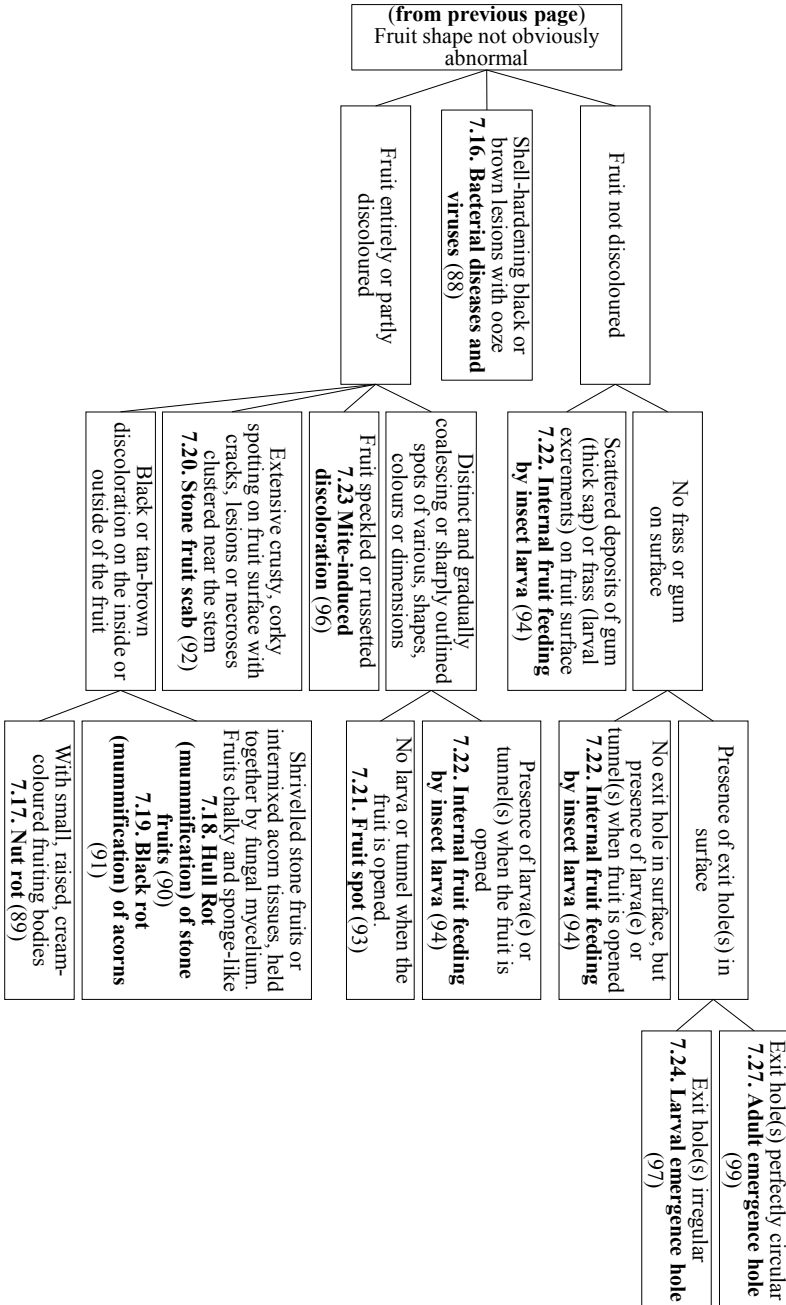 (from previous page)
Fruit shape not obviously
abnormal
Fruit not discoloured
Shell-hardening black or
brown lesions with ooze
7.16. Bacterial diseases and
viruses (88)
Fruit entirely or partly
discoloured
No frass or gum
on surface
Scattered deposits of gum
(thick sap) or frass (larval
excrements) on fruit surface
7.22. Internal fruit feeding
by insect larva (94)
Distinct and gradually
coalescing or sharply outlined
spots of various, shapes,
colours or dimensions
Fruit speckled or russetted
7.23 Mite-induced
discoloration (96)
Extensive crusty, corky
spotting on fruit surface with
cracks, lesions or necroses
clustered near the stem
7.20. Stone fruit scab (92)
Black or tan-brown
discoloration on the inside or
outside of the fruit
Presence of exit hole(s) in
surface
No exit hole in surface, but
presence of larva(e) or
tunnel(s) when fruit is opened
7.22. Internal fruit feeding
by insect larva (94)
Presence of larva(e) or
tunnel(s) when the fruit is
opened
7.22. Internal fruit feeding
by insect larva (94)
No larva or tunnel when the
fruit is opened.
7.21. Fruit spot (93)
Shrivelled stone fruits or
intermixed acorn tissues, held
together by fungal mycelium.
Fruits chalky and sponge-like
7.18. Hull Rot
(mummification) of stone
fruits (90)
7.19. Black rot
(mummification) of acorns
(91)
With small, raised, cream-
coloured fruiting bodies
7.17. Nut rot (89)
Exit hole(s) perfectly circular
7.27. Adult emergence hole
(99)
Exit hole(s) irregular
7.24. Larval emergence hole
(97)